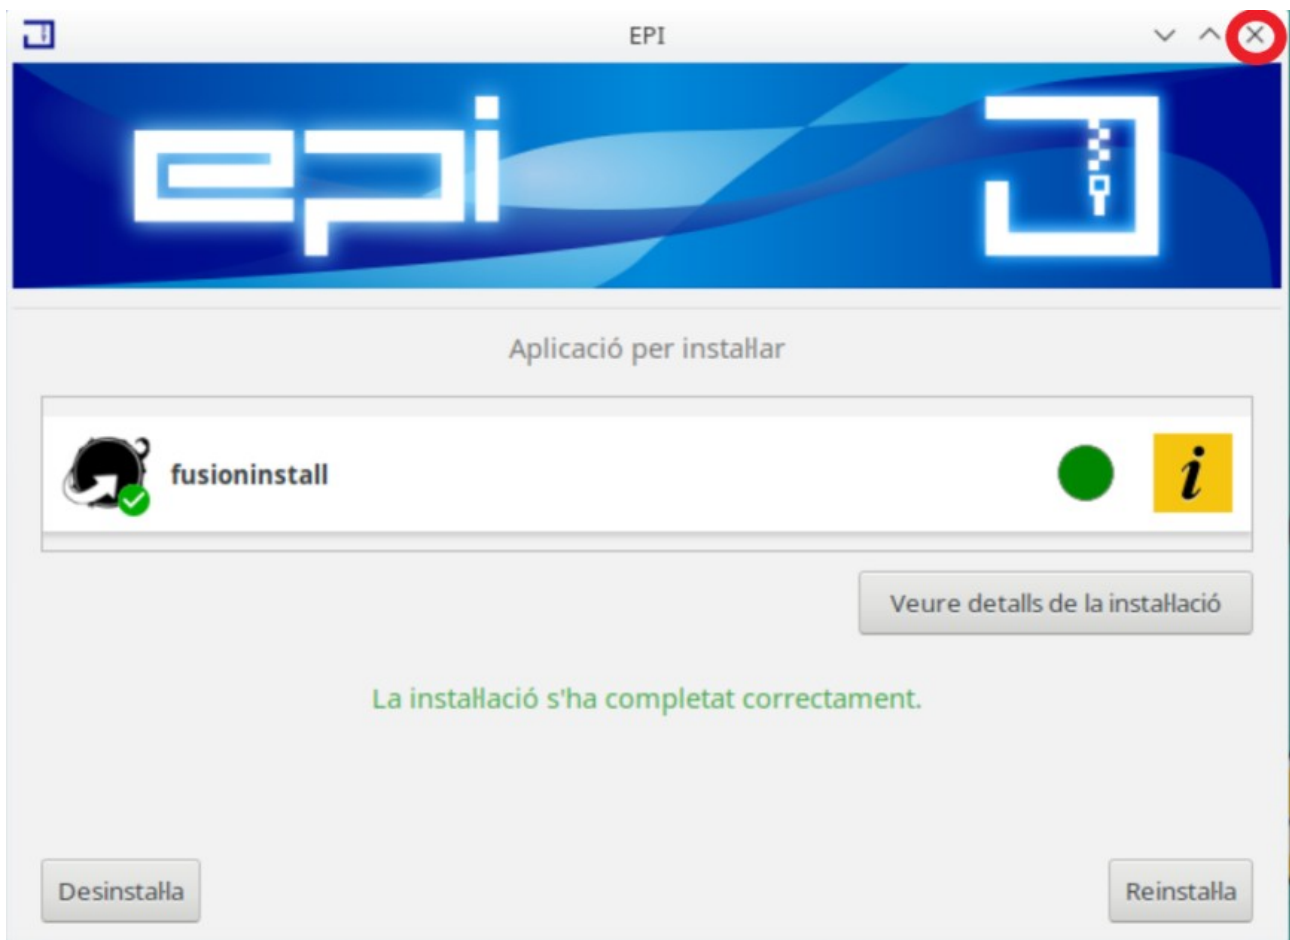 EPI
epi
Aplicació per instaŀlar
fusioninstall
i
Veure detalls de la instaŀlació
La instaŀlació s'ha completat correctament.
Desinstaŀla
Reinstaŀla